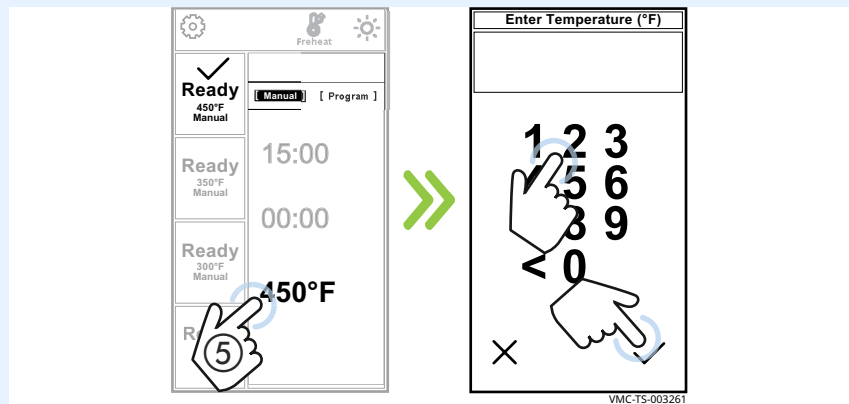 Freheat
Ready
450°F
Manual
[ Manual ] [ Program ]
Ready
350°F
Manual
15:00
00:00
Ready
300°F
Manual
450°F
R
5
Enter Temperature (°F)
1 2 3
5 6
8 9
< 0
VMC-TS-003261